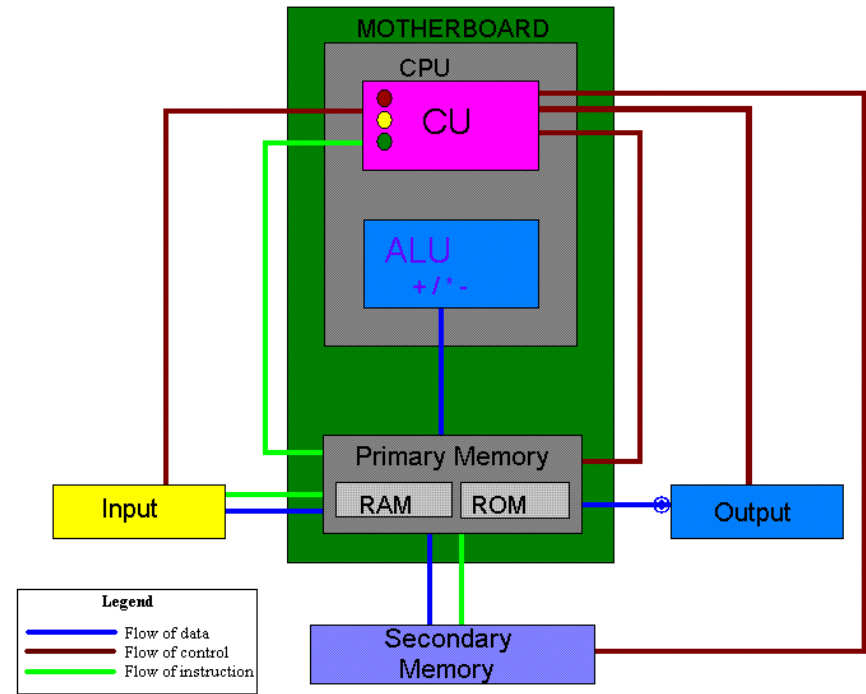 MOTHERBOARD
CPU
CU
ALU
+ / * -
Primary Memory
RAM
ROM
Input
Output
Secondary
Memory
Legend
Flow of data
Flow of control
Flow of instruction